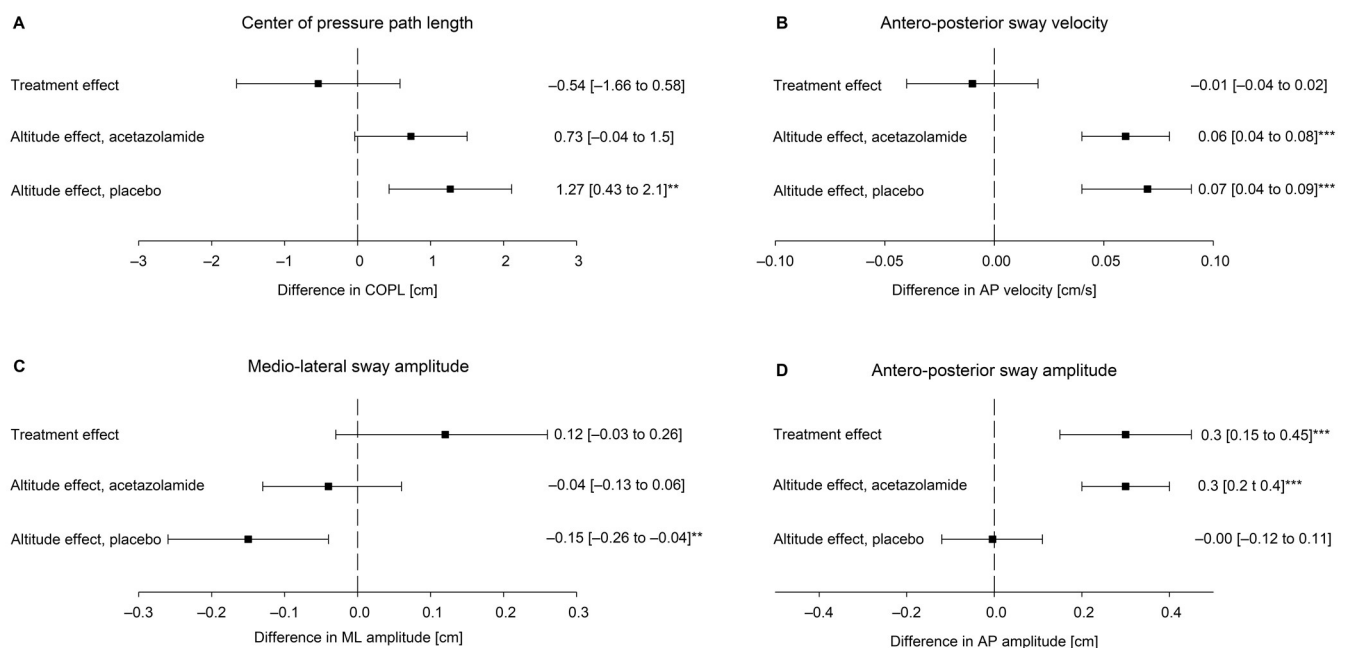 A Center of pressure path length
Treatment effect –0.54 [–1.66 to 0.58]
Altitude effect, acetazolamide 0.73 [–0.04 to 1.5]
Altitude effect, placebo 1.27 [0.43 to 2.1]**
–3 –2 –1 0 1 2 3
Difference in COPL [cm]
B Antero-posterior sway velocity
Treatment effect –0.01 [–0.04 to 0.02]
Altitude effect, acetazolamide 0.06 [0.04 to 0.08]***
Altitude effect, placebo 0.07 [0.04 to 0.09]***
–0.10 –0.05 0.00 0.05 0.10
Difference in AP velocity [cm/s]
C Medio-lateral sway amplitude
Treatment effect 0.12 [–0.03 to 0.26]
Altitude effect, acetazolamide –0.04 [–0.13 to 0.06]
Altitude effect, placebo –0.15 [–0.26 to –0.04]**
–0.3 –0.2 –0.1 0.0 0.1 0.2 0.3
Difference in ML amplitude [cm]
D Antero-posterior sway amplitude
Treatment effect 0.3 [0.15 to 0.45]***
Altitude effect, acetazolamide 0.3 [0.2 t 0.4]***
Altitude effect, placebo –0.00 [–0.12 to 0.11]
–0.4 –0.2 0.0 0.2 0.4
Difference in AP amplitude [cm]